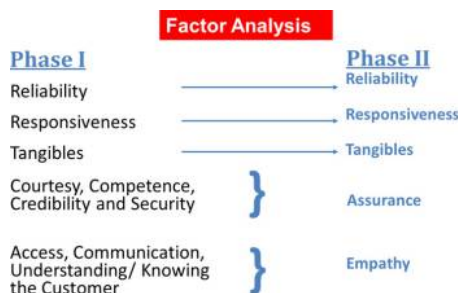 Factor Analysis
Phase I
Phase II
Reliability
Reliability
Responsiveness
Responsiveness
Tangibles
Tangibles
Courtesy, Competence,
Credibility and Security
Assurance
Access, Communication,
Understanding/ Knowing
the Customer
Empathy